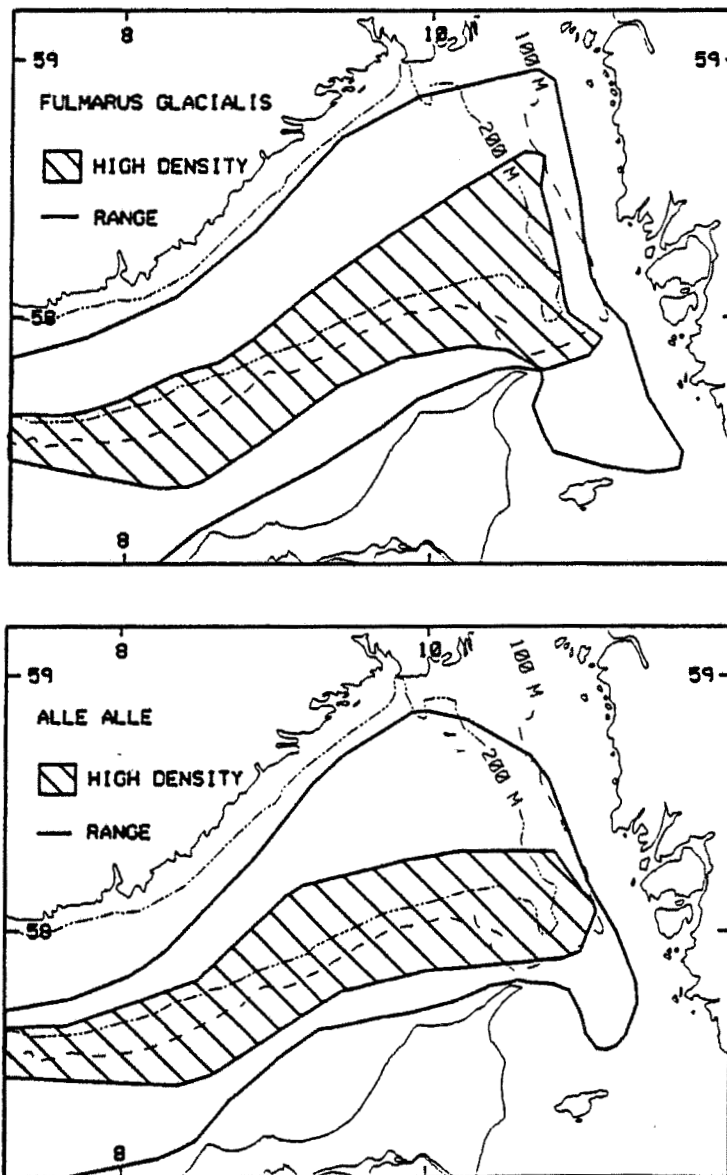 8
10
59
59
100 M
FULMARUS GLACIALIS
200 M
HIGH DENSITY
RANGE
58
8
8
10
59
59
100 M
ALLE ALLE
200 M
HIGH DENSITY
RANGE
58
8